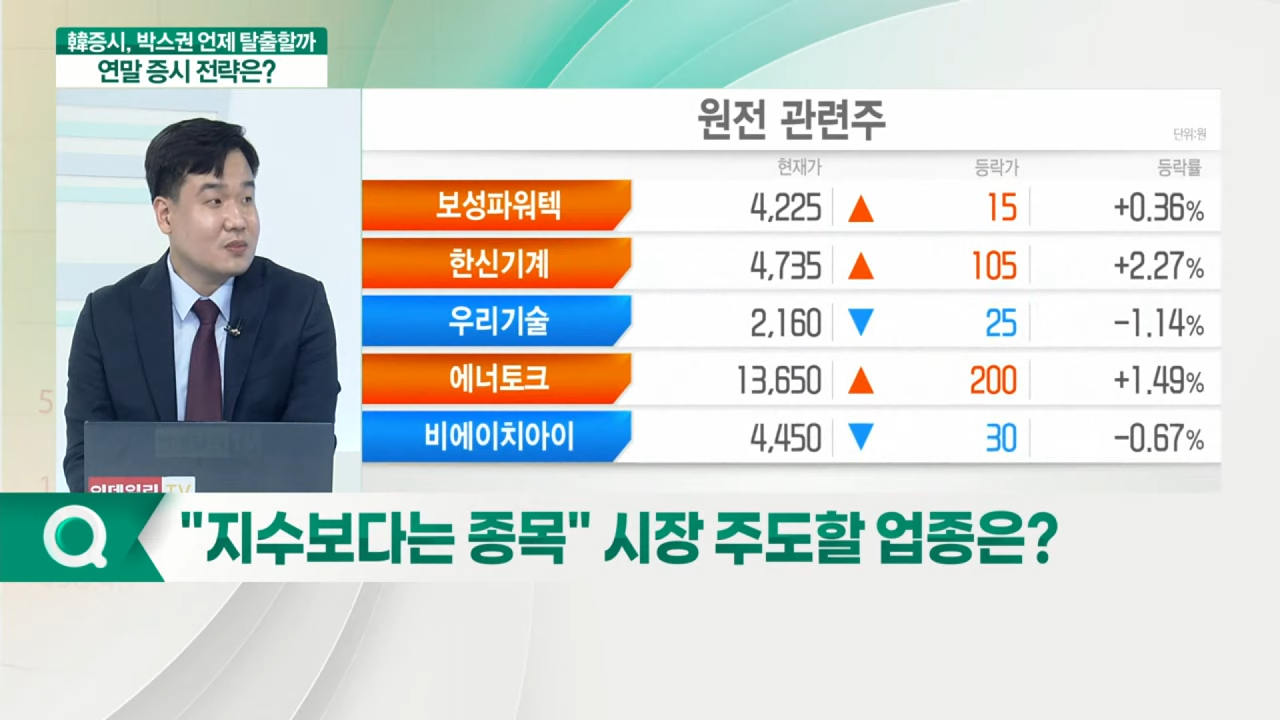 韓증시, 박스권 언제 탈출할까
연말 증시 전략은?
원전 관련주
단위:원
현재가 등락가 등락률
보성파워텍 4,225 ▲ 15 +0.36%
한신기계 4,735 ▲ 105 +2.27%
우리기술 2,160 ▼ 25 -1.14%
에너토크 13,650 ▲ 200 +1.49%
비에이치아이 4,450 ▼ 30 -0.67%
이데일리 TV
"지수보다는 종목" 시장 주도할 업종은?